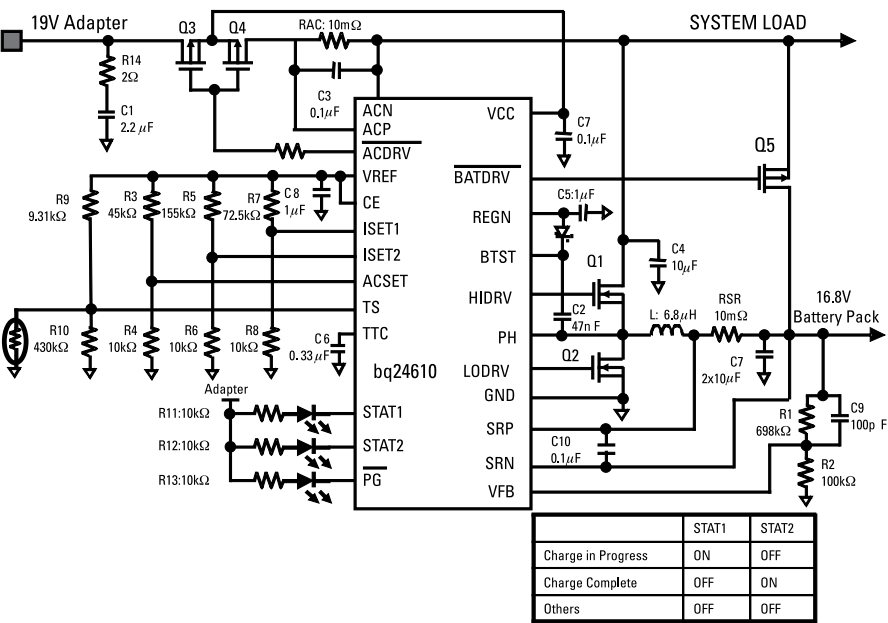 19V Adapter
Q3
Q4
RAC: 10mΩ
SYSTEM LOAD
R14
2Ω
C1
2.2 μF
C3
0.1μF
ACN
ACP
ACDRV
VREF
CE
ISET1
ISET2
ACSET
TS
TTC
bq24610
STAT1
STAT2
PG
VCC
BATDRV
REGN
BTST
HIDRV
PH
LODRV
GND
SRP
SRN
VFB
C7
0.1μF
Q5
R9
9.31kΩ
R3
45kΩ
R5
155kΩ
R7
72.5kΩ
C8
1μF
C5:1μF
C4
10μF
Q1
C2
47n F
L: 6.8μH
RSR
10mΩ
16.8V
Battery Pack
Q2
C7
2x10μF
R10
430kΩ
R4
10kΩ
R6
10kΩ
R8
10kΩ
C6
0.33μF
Adapter
R11:10kΩ
R12:10kΩ
R13:10kΩ
C10
0.1μF
R1
698kΩ
C9
100p F
R2
100kΩ
STAT1 STAT2
Charge in Progress ON OFF
Charge Complete OFF ON
Others OFF OFF